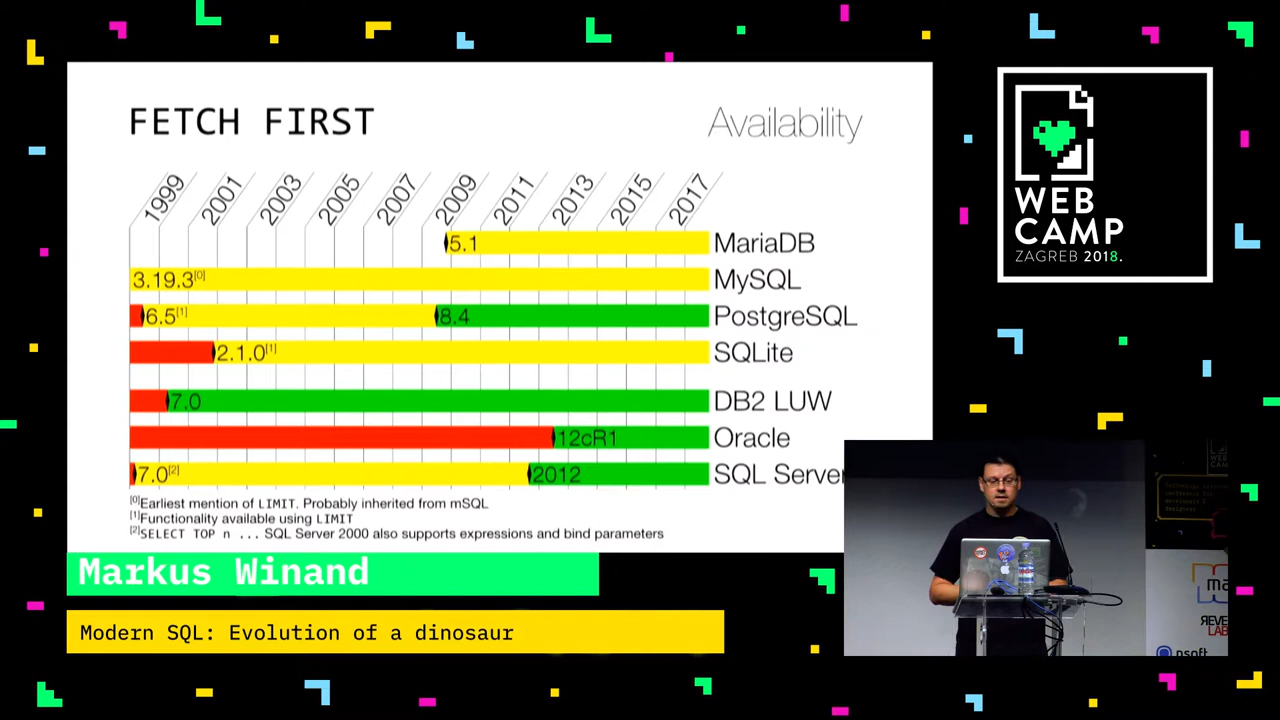 FETCH FIRST
Availability
1999 2001 2003 2005 2007 2009 2011 2013 2015 2017
5.1 MariaDB
3.19.3[0] MySQL
6.5[1] 8.4 PostgreSQL
2.1.0[1] SQLite
7.0 DB2 LUW
12cR1 Oracle
7.0[2] 2012 SQL Server
[0]Earliest mention of LIMIT. Probably inherited from mSQL
[1]Functionality available using LIMIT
[2]SELECT TOP n ... SQL Server 2000 also supports expressions and bind parameters
Markus Winand
Modern SQL: Evolution of a dinosaur
WEB
CAMP
ZAGREB 2018.